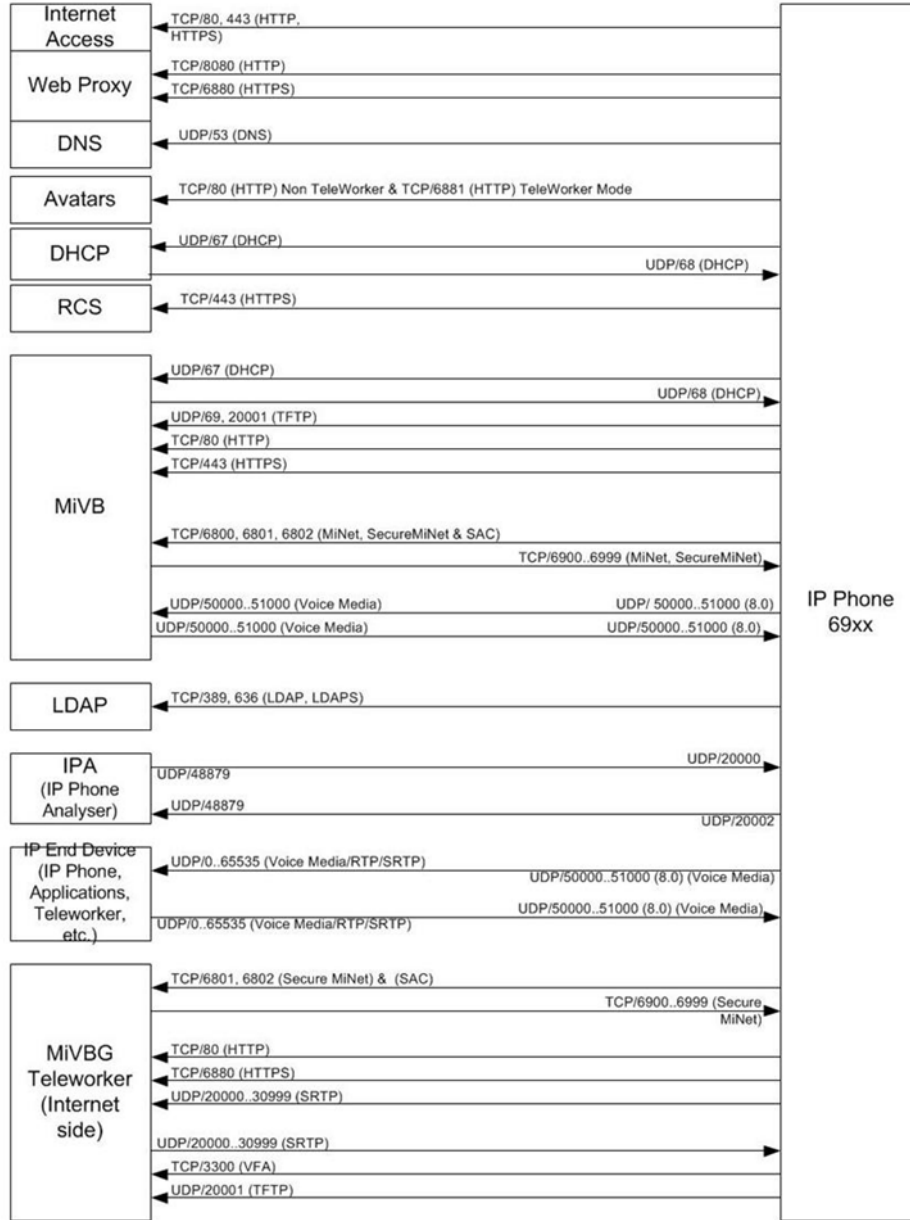 Internet
Access
TCP/80, 443 (HTTP,
HTTPS)
Web Proxy
TCP/8080 (HTTP)
TCP/6880 (HTTPS)
DNS
UDP/53 (DNS)
Avatars
TCP/80 (HTTP) Non TeleWorker & TCP/6881 (HTTP) TeleWorker Mode
DHCP
UDP/67 (DHCP)
UDP/68 (DHCP)
RCS
TCP/443 (HTTPS)
MiVB
UDP/67 (DHCP)
UDP/68 (DHCP)
UDP/69, 20001 (TFTP)
TCP/80 (HTTP)
TCP/443 (HTTPS)
TCP/6800, 6801, 6802 (MiNet, SecureMiNet & SAC)
TCP/6900..6999 (MiNet, SecureMiNet)
UDP/50000..51000 (Voice Media)
UDP/ 50000..51000 (8.0)
UDP/50000..51000 (Voice Media)
UDP/50000..51000 (8.0)
IP Phone
69xx
LDAP
TCP/389, 636 (LDAP, LDAPS)
IPA
(IP Phone
Analyser)
UDP/20000
UDP/48879
UDP/48879
UDP/20002
IP End Device
(IP Phone,
Applications,
Teleworker,
etc.)
UDP/0..65535 (Voice Media/RTP/SRTP)
UDP/50000..51000 (8.0) (Voice Media)
UDP/50000..51000 (8.0) (Voice Media)
UDP/0..65535 (Voice Media/RTP/SRTP)
MiVBG
Teleworker
(Internet
side)
TCP/6801, 6802 (Secure MiNet) & (SAC)
TCP/6900..6999 (Secure
MiNet)
TCP/80 (HTTP)
TCP/6880 (HTTPS)
UDP/20000..30999 (SRTP)
UDP/20000..30999 (SRTP)
TCP/3300 (VFA)
UDP/20001 (TFTP)